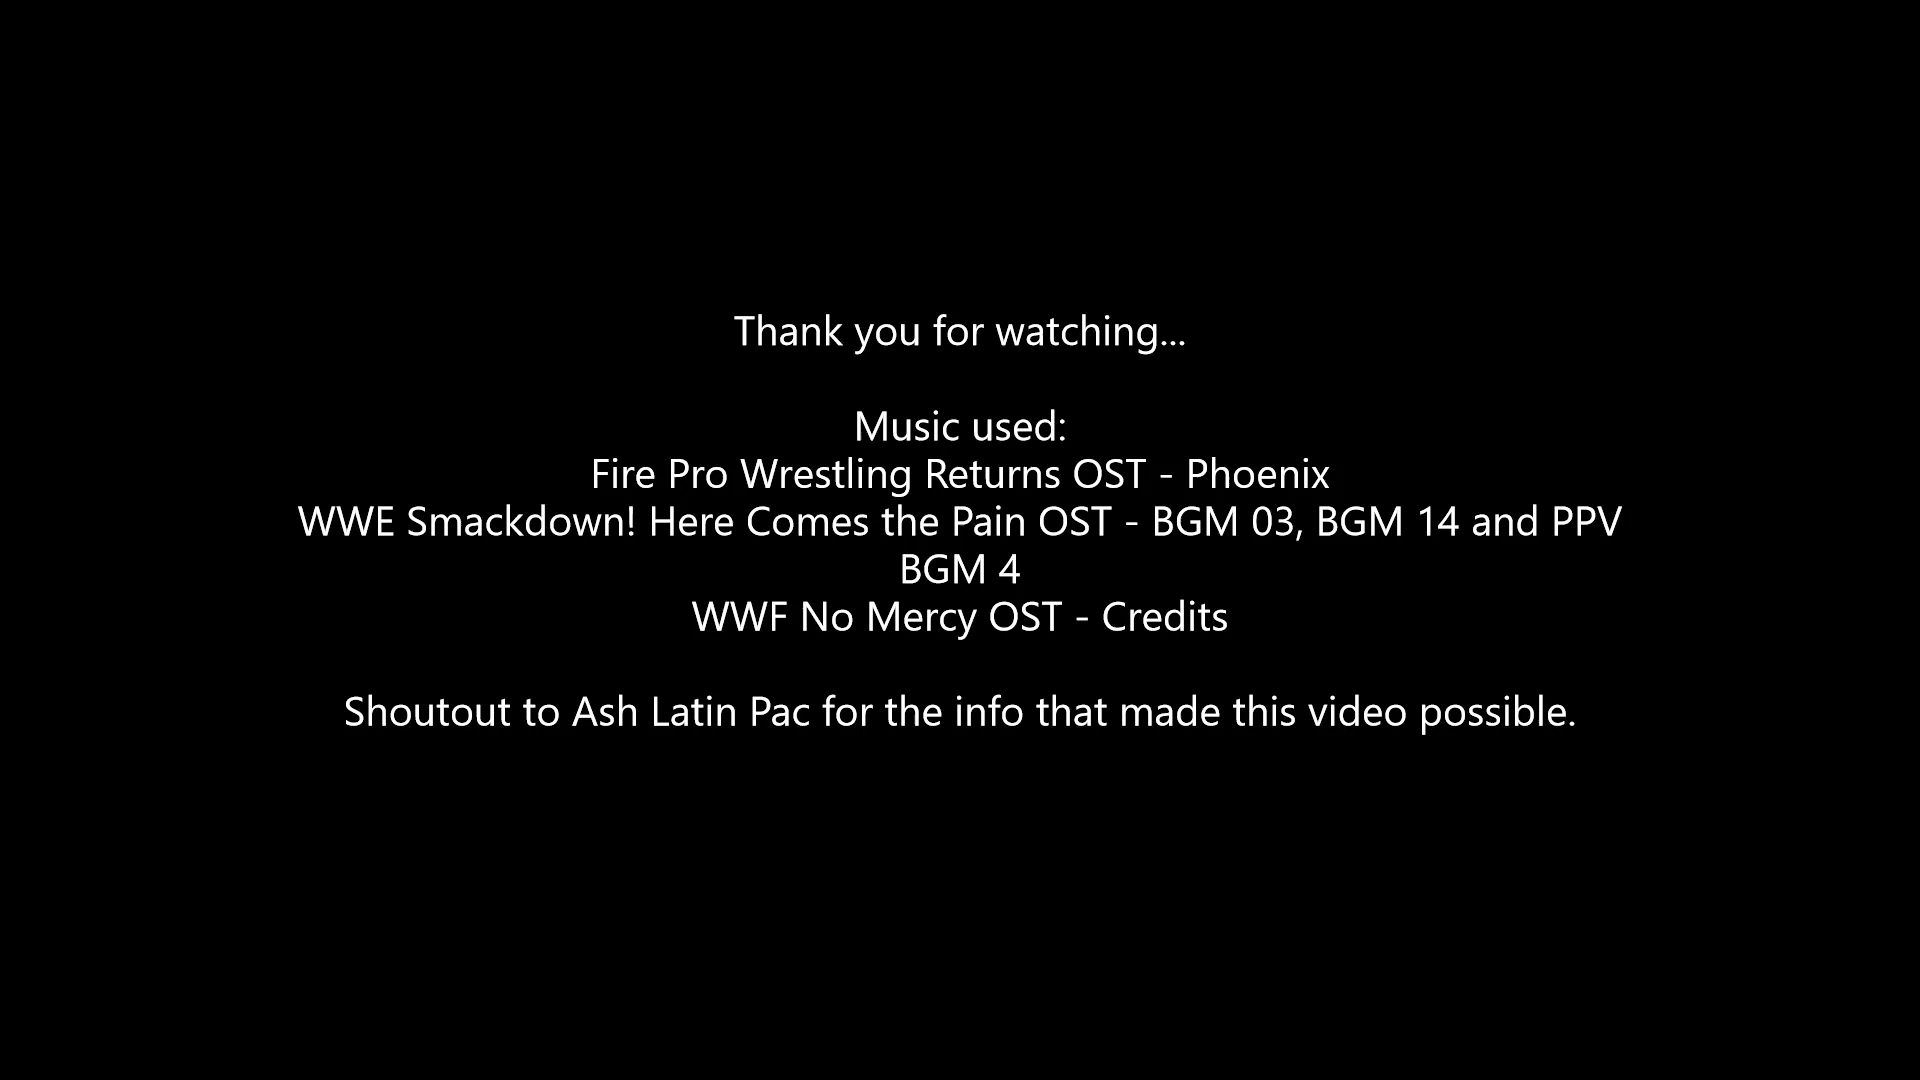 Thank you for watching...
Music used:
Fire Pro Wrestling Returns OST - Phoenix
WWE Smackdown! Here Comes the Pain OST - BGM 03, BGM 14 and PPV
BGM 4
WWF No Mercy OST - Credits
Shoutout to Ash Latin Pac for the info that made this video possible.